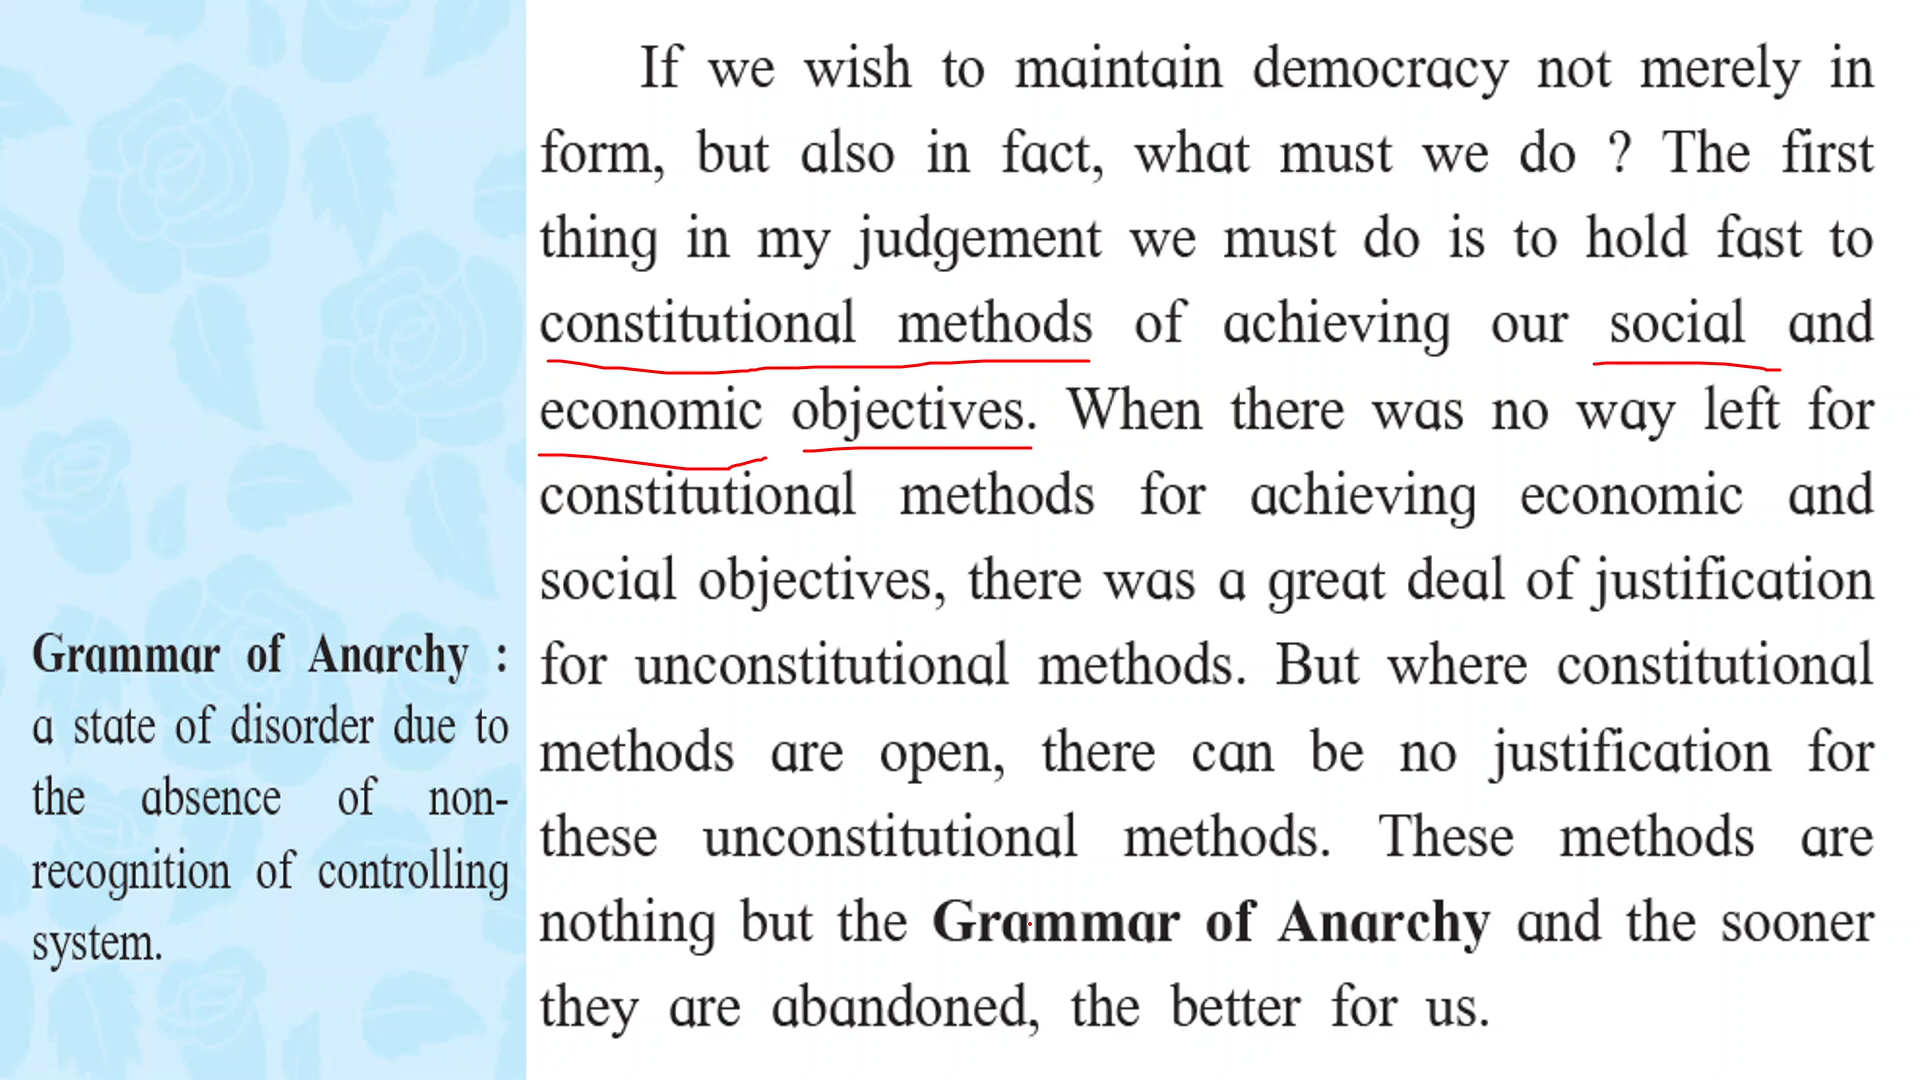 If we wish to maintain democracy not merely in
form, but also in fact, what must we do ? The first
thing in my judgement we must do is to hold fast to
constitutional methods of achieving our social and
economic objectives. When there was no way left for
constitutional methods for achieving economic and
social objectives, there was a great deal of justification
for unconstitutional methods. But where constitutional
methods are open, there can be no justification for
these unconstitutional methods. These methods are
nothing but the Grammar of Anarchy and the sooner
they are abandoned, the better for us.
Grammar of Anarchy :
a state of disorder due to
the absence of non-
recognition of controlling
system.